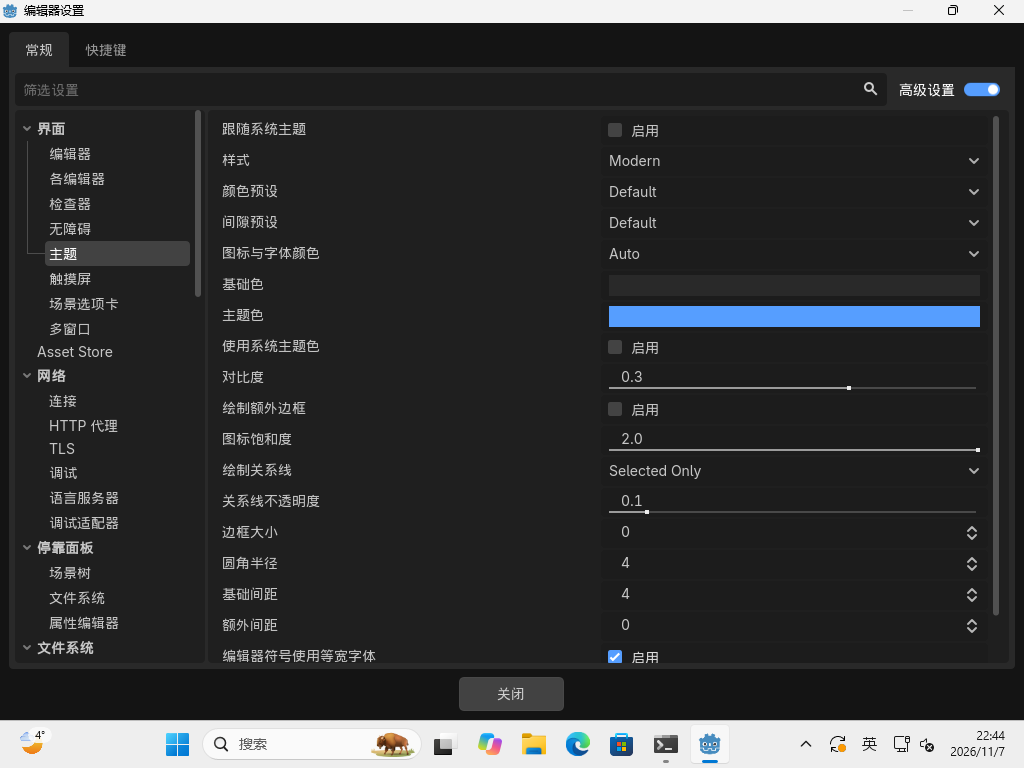 编辑器设置
常规
快捷键
筛选设置
高级设置
界面
编辑器
各编辑器
检查器
无障碍
主题
触摸屏
场景选项卡
多窗口
Asset Store
网络
连接
HTTP 代理
TLS
调试
语言服务器
调试适配器
停靠面板
场景树
文件系统
属性编辑器
文件系统
跟随系统主题 启用
样式 Modern
颜色预设 Default
间隙预设 Default
图标与字体颜色 Auto
基础色
主题色
使用系统主题色 启用
对比度 0.3
绘制额外边框 启用
图标饱和度 2.0
绘制关系线 Selected Only
关系线不透明度 0.1
边框大小 0
圆角半径 4
基础间距 4
额外间距 0
编辑器符号使用等宽字体 启用
关闭
4°
搜索
英
22:44
2026/11/7